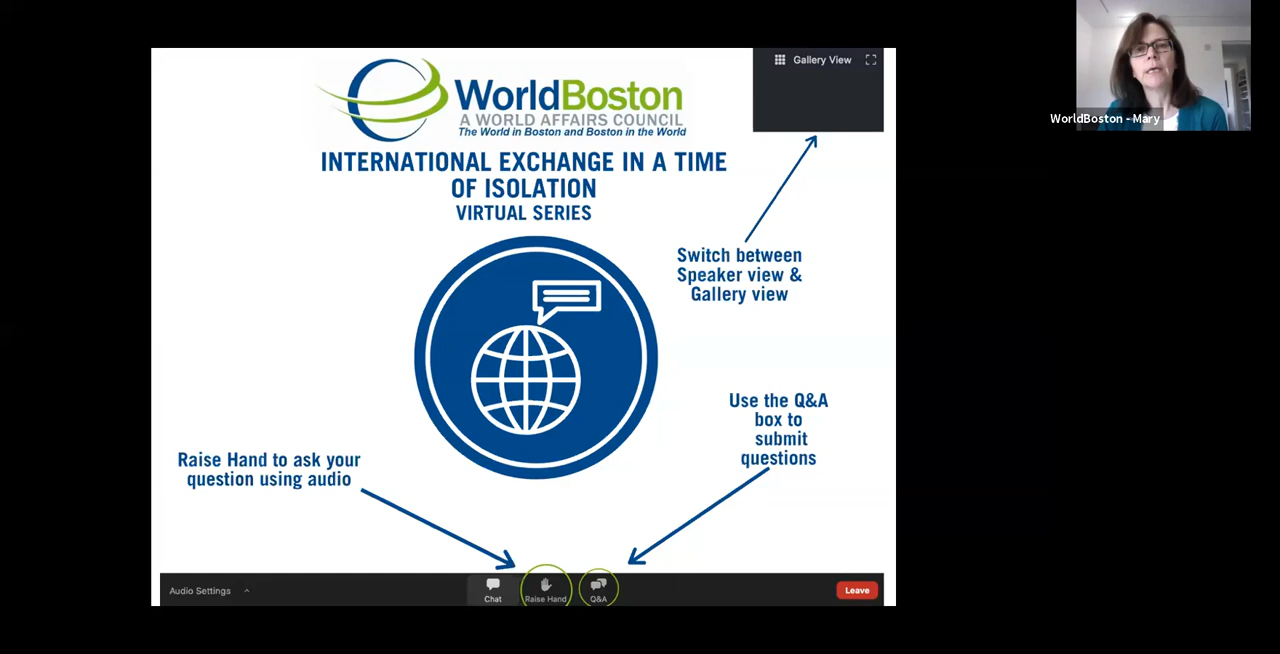 WorldBoston
A WORLD AFFAIRS COUNCIL
The World in Boston and Boston in the World
Gallery View
WorldBoston - Mary
INTERNATIONAL EXCHANGE IN A TIME
OF ISOLATION
VIRTUAL SERIES
Switch between
Speaker view &
Gallery view
Use the Q&A
box to
submit
questions
Raise Hand to ask your
question using audio
Audio Settings
Chat
Raise Hand
Q&A
Leave